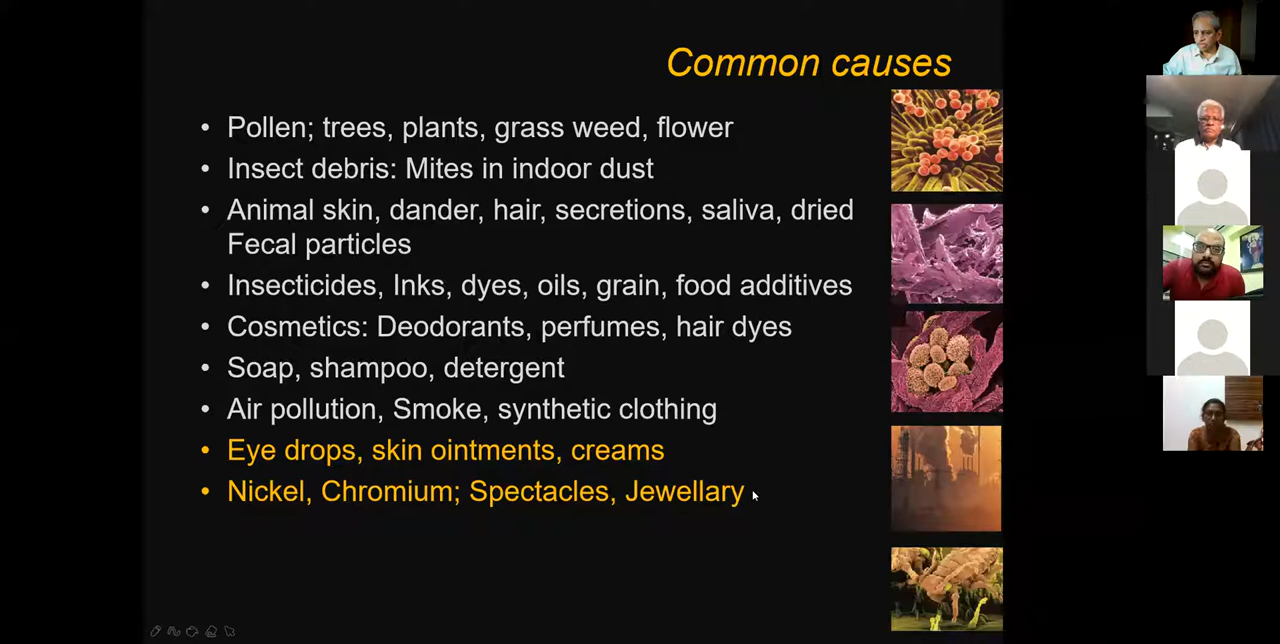 Common causes
• Pollen; trees, plants, grass weed, flower
• Insect debris: Mites in indoor dust
• Animal skin, dander, hair, secretions, saliva, dried
Fecal particles
• Insecticides, Inks, dyes, oils, grain, food additives
• Cosmetics: Deodorants, perfumes, hair dyes
• Soap, shampoo, detergent
• Air pollution, Smoke, synthetic clothing
• Eye drops, skin ointments, creams
• Nickel, Chromium; Spectacles, Jewellary